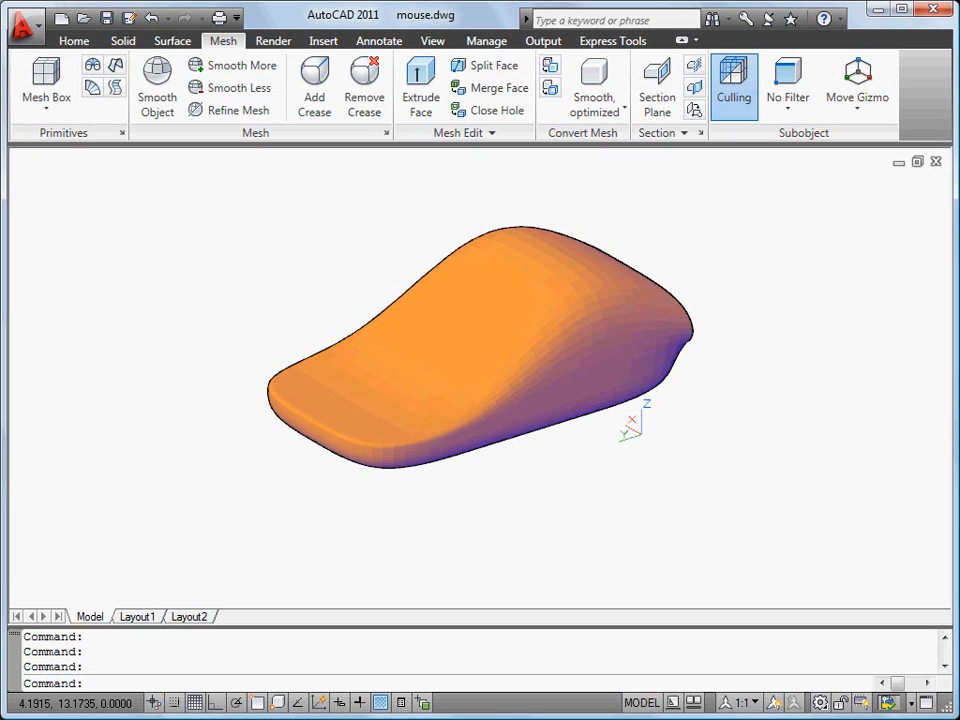 AutoCAD 2011 mouse.dwg
Type a keyword or phrase
Home Solid Surface Mesh Render Insert Annotate View Manage Output Express Tools
Mesh Box
Smooth Object
Smooth More
Smooth Less
Refine Mesh
Add Crease
Remove Crease
Extrude Face
Split Face
Merge Face
Close Hole
Smooth, optimized
Section Plane
Culling
No Filter
Move Gizmo
Primitives
Mesh
Mesh Edit
Convert Mesh
Section
Subobject
Z
X
Y
Model Layout1 Layout2
Command:
Command:
Command:
Command:
4.1915, 13.1735, 0.0000
MODEL
1:1